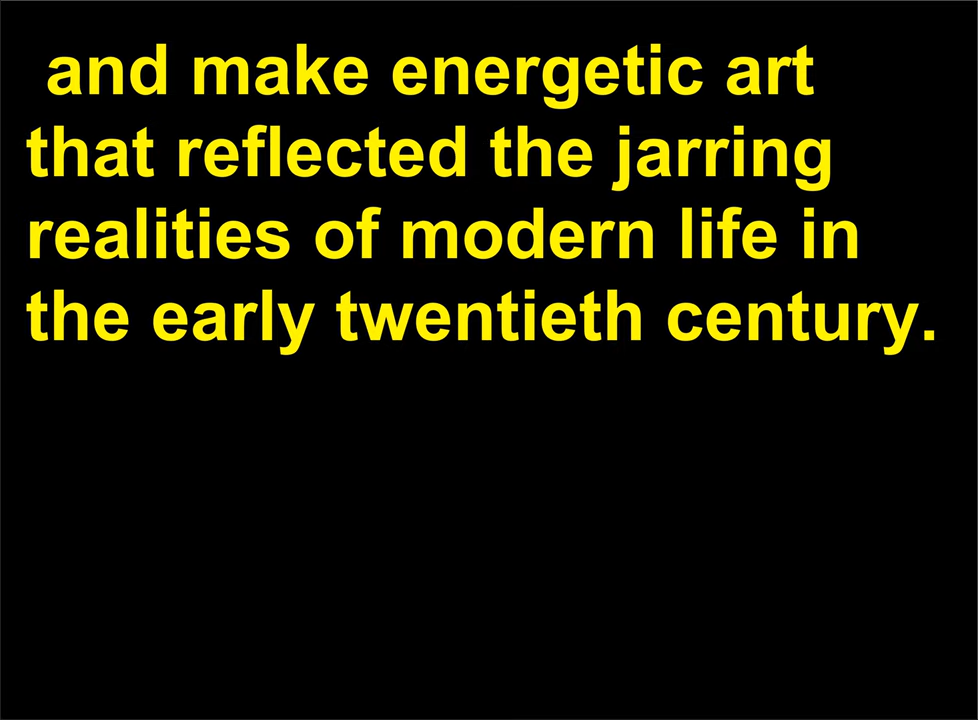 and make energetic art
that reflected the jarring
realities of modern life in
the early twentieth century.